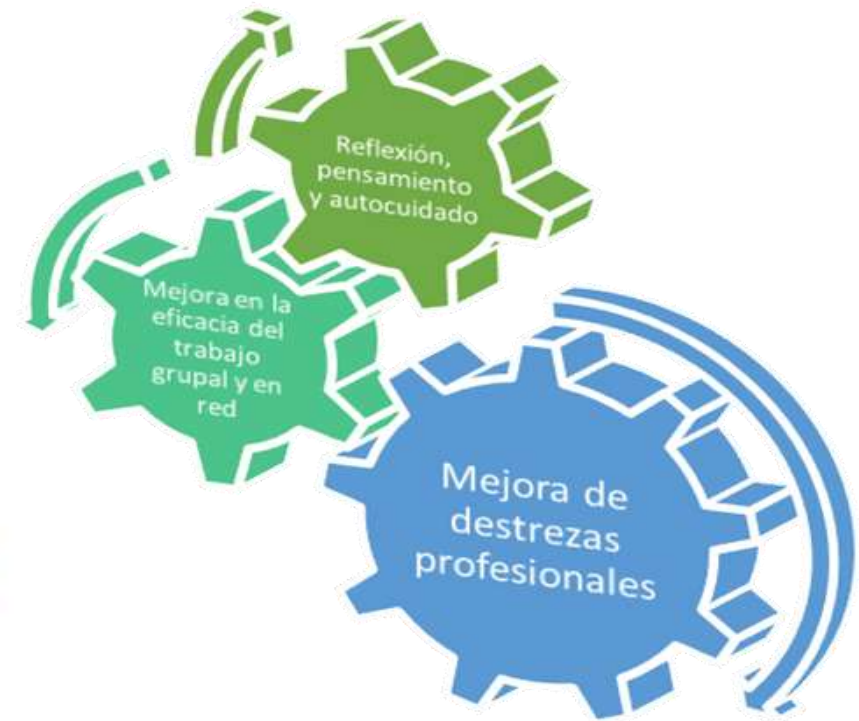 Reflexión,
pensamiento
y autocuidado
Mejora en la
eficacia del
trabajo
grupal y en
red
Mejora de
destrezas
profesionales